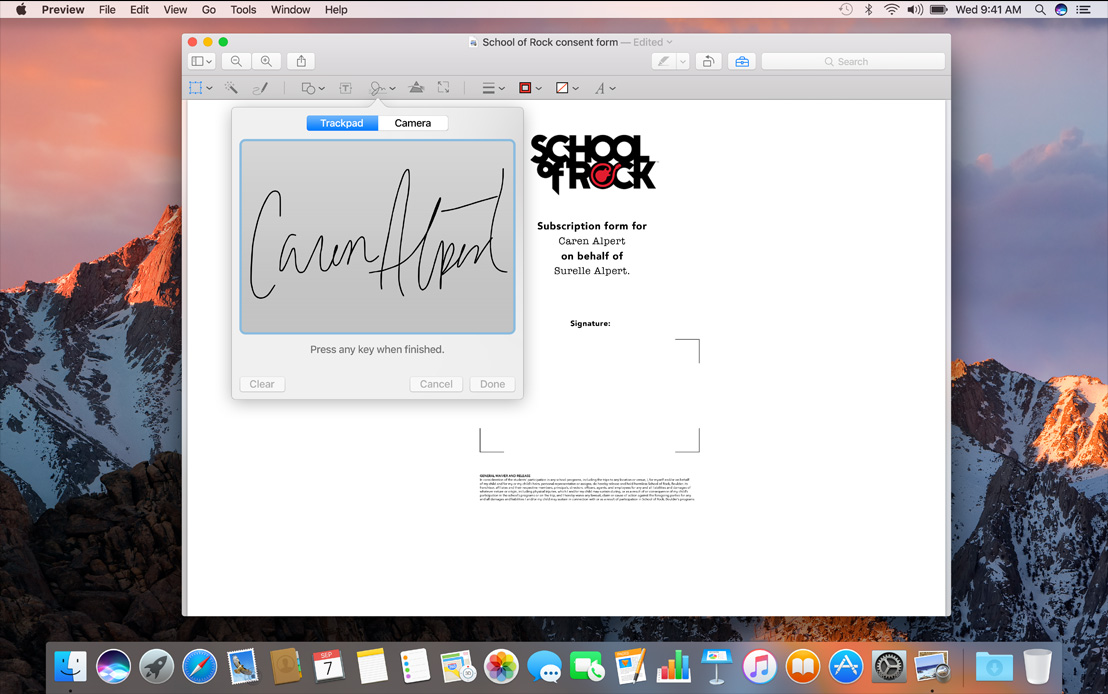 Preview File Edit View Go Tools Window Help
Wed 9:41 AM
School of Rock consent form — Edited
Search
Trackpad
Camera
Caren Alpert
Press any key when finished.
Clear
Cancel
Done
SCHOOL
of ROCK
Subscription form for
Caren Alpert
on behalf of
Surelle Alpert.
Signature:
GENERAL WAIVER AND RELEASE
SEP
7